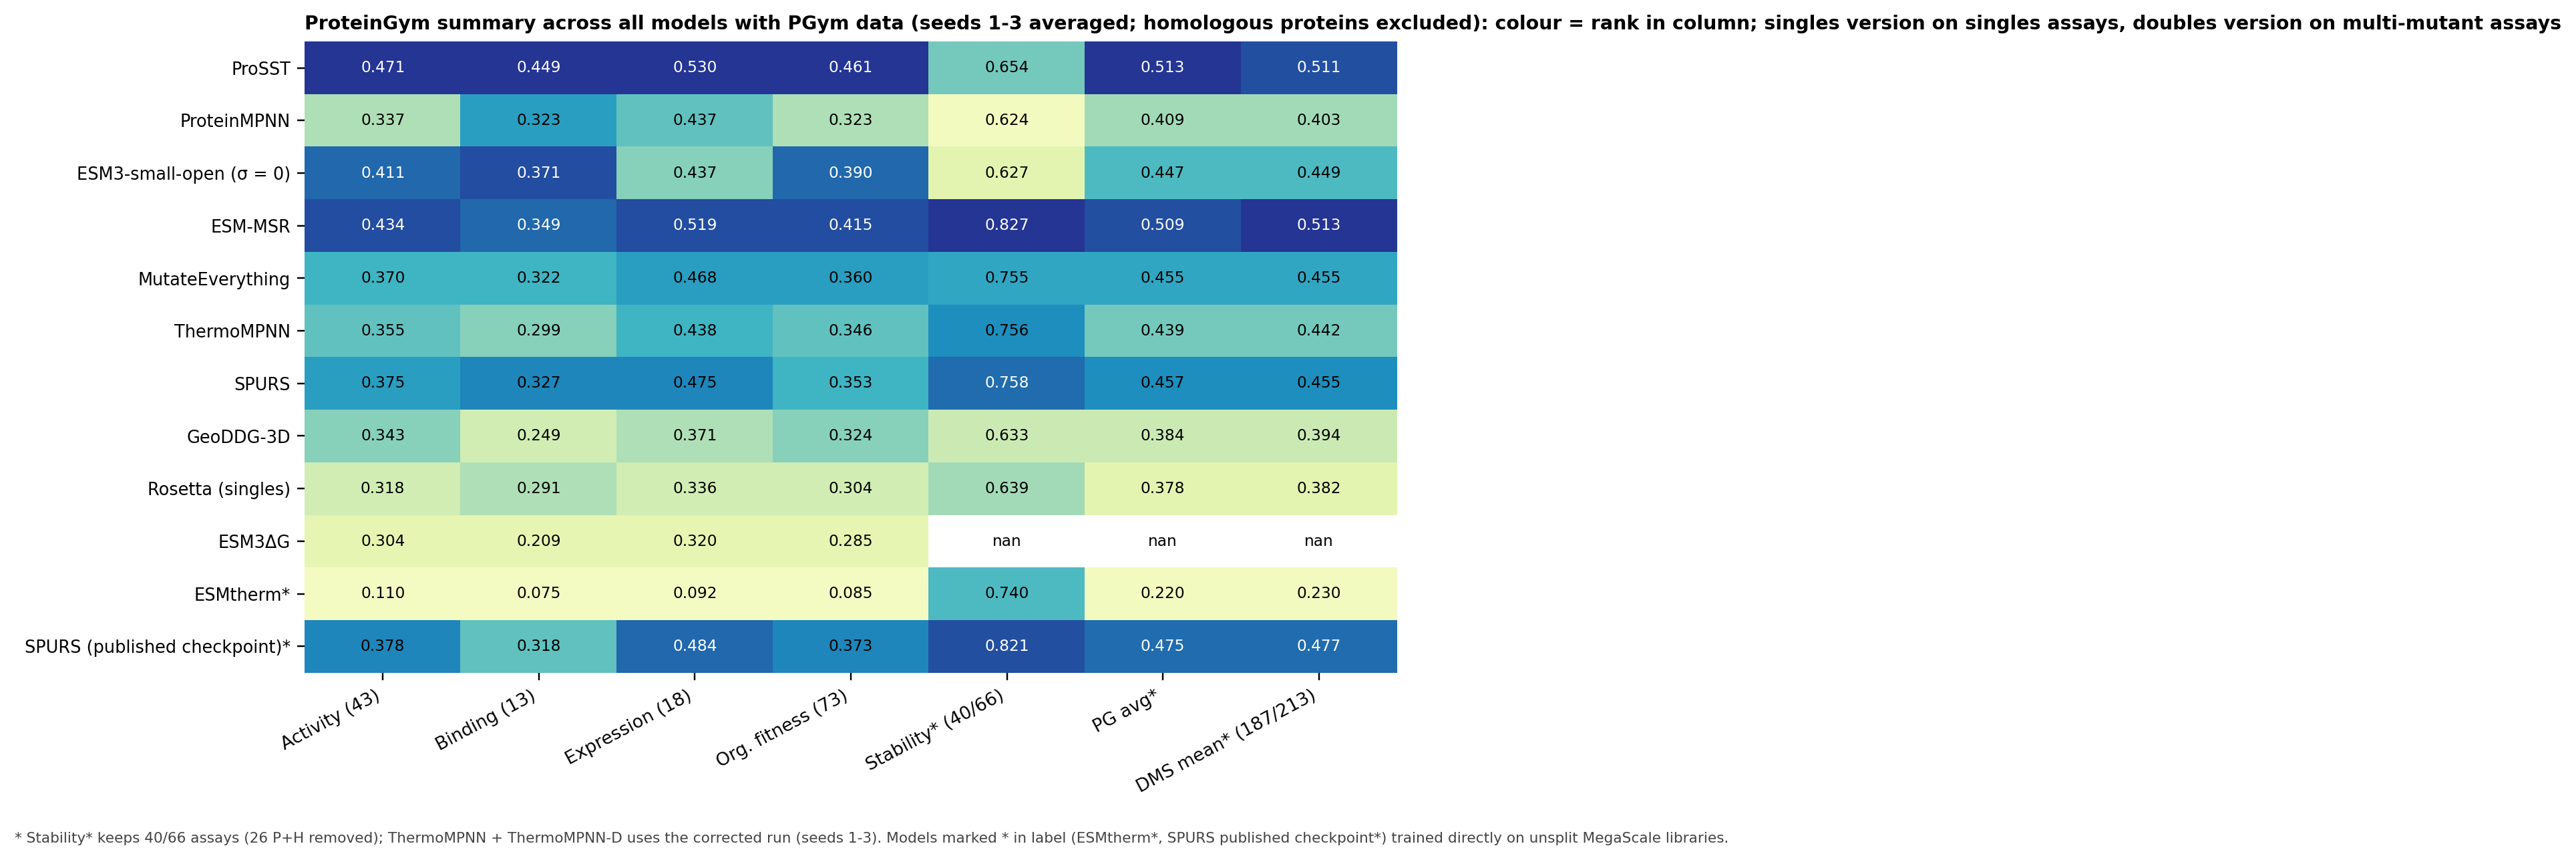 ProteinGym summary across all models with PGym data (seeds 1-3 averaged; homologous proteins excluded): colour = rank in column; singles version on singles assays, doubles version on multi-mutant assays
ProSST 0.471 0.449 0.530 0.461 0.654 0.513 0.511
ProteinMPNN 0.337 0.323 0.437 0.323 0.624 0.409 0.403
ESM3-small-open (σ = 0) 0.411 0.371 0.437 0.390 0.627 0.447 0.449
ESM-MSR 0.434 0.349 0.519 0.415 0.827 0.509 0.513
MutateEverything 0.370 0.322 0.468 0.360 0.755 0.455 0.455
ThermoMPNN 0.355 0.299 0.438 0.346 0.756 0.439 0.442
SPURS 0.375 0.327 0.475 0.353 0.758 0.457 0.455
GeoDDG-3D 0.343 0.249 0.371 0.324 0.633 0.384 0.394
Rosetta (singles) 0.318 0.291 0.336 0.304 0.639 0.378 0.382
ESM3ΔG 0.304 0.209 0.320 0.285 nan nan nan
ESMtherm* 0.110 0.075 0.092 0.085 0.740 0.220 0.230
SPURS (published checkpoint)* 0.378 0.318 0.484 0.373 0.821 0.475 0.477
Activity (43) Binding (13) Expression (18) Org. fitness (73) Stability* (40/66) PG avg* DMS mean* (187/213)
* Stability* keeps 40/66 assays (26 P+H removed); ThermoMPNN + ThermoMPNN-D uses the corrected run (seeds 1-3). Models marked * in label (ESMtherm*, SPURS published checkpoint*) trained directly on unsplit MegaScale libraries.